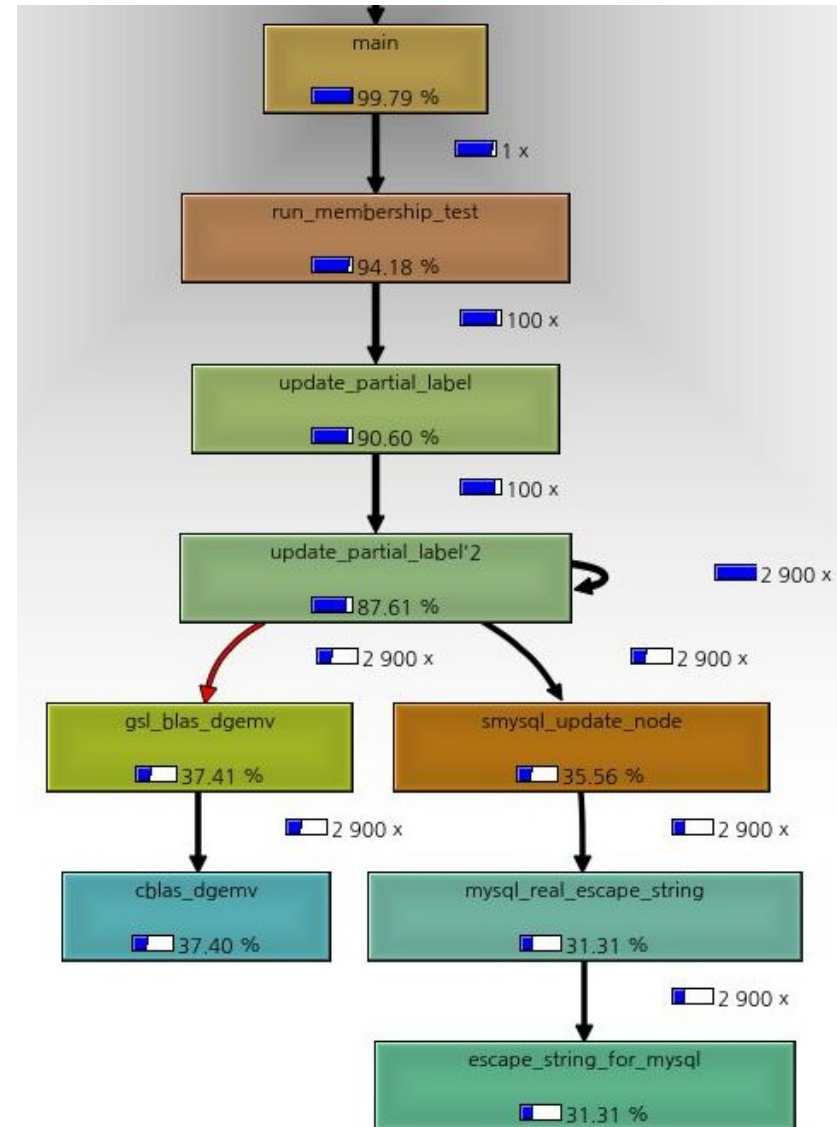 main
99.79 %
1 x
run_membership_test
94.18 %
100 x
update_partial_label
90.60 %
100 x
update_partial_label'2
87.61 %
2 900 x
2 900 x
2 900 x
gsl_blas_dgemv
37.41 %
smysql_update_node
35.56 %
2 900 x
2 900 x
cblas_dgemv
37.40 %
mysql_real_escape_string
31.31 %
2 900 x
escape_string_for_mysql
31.31 %